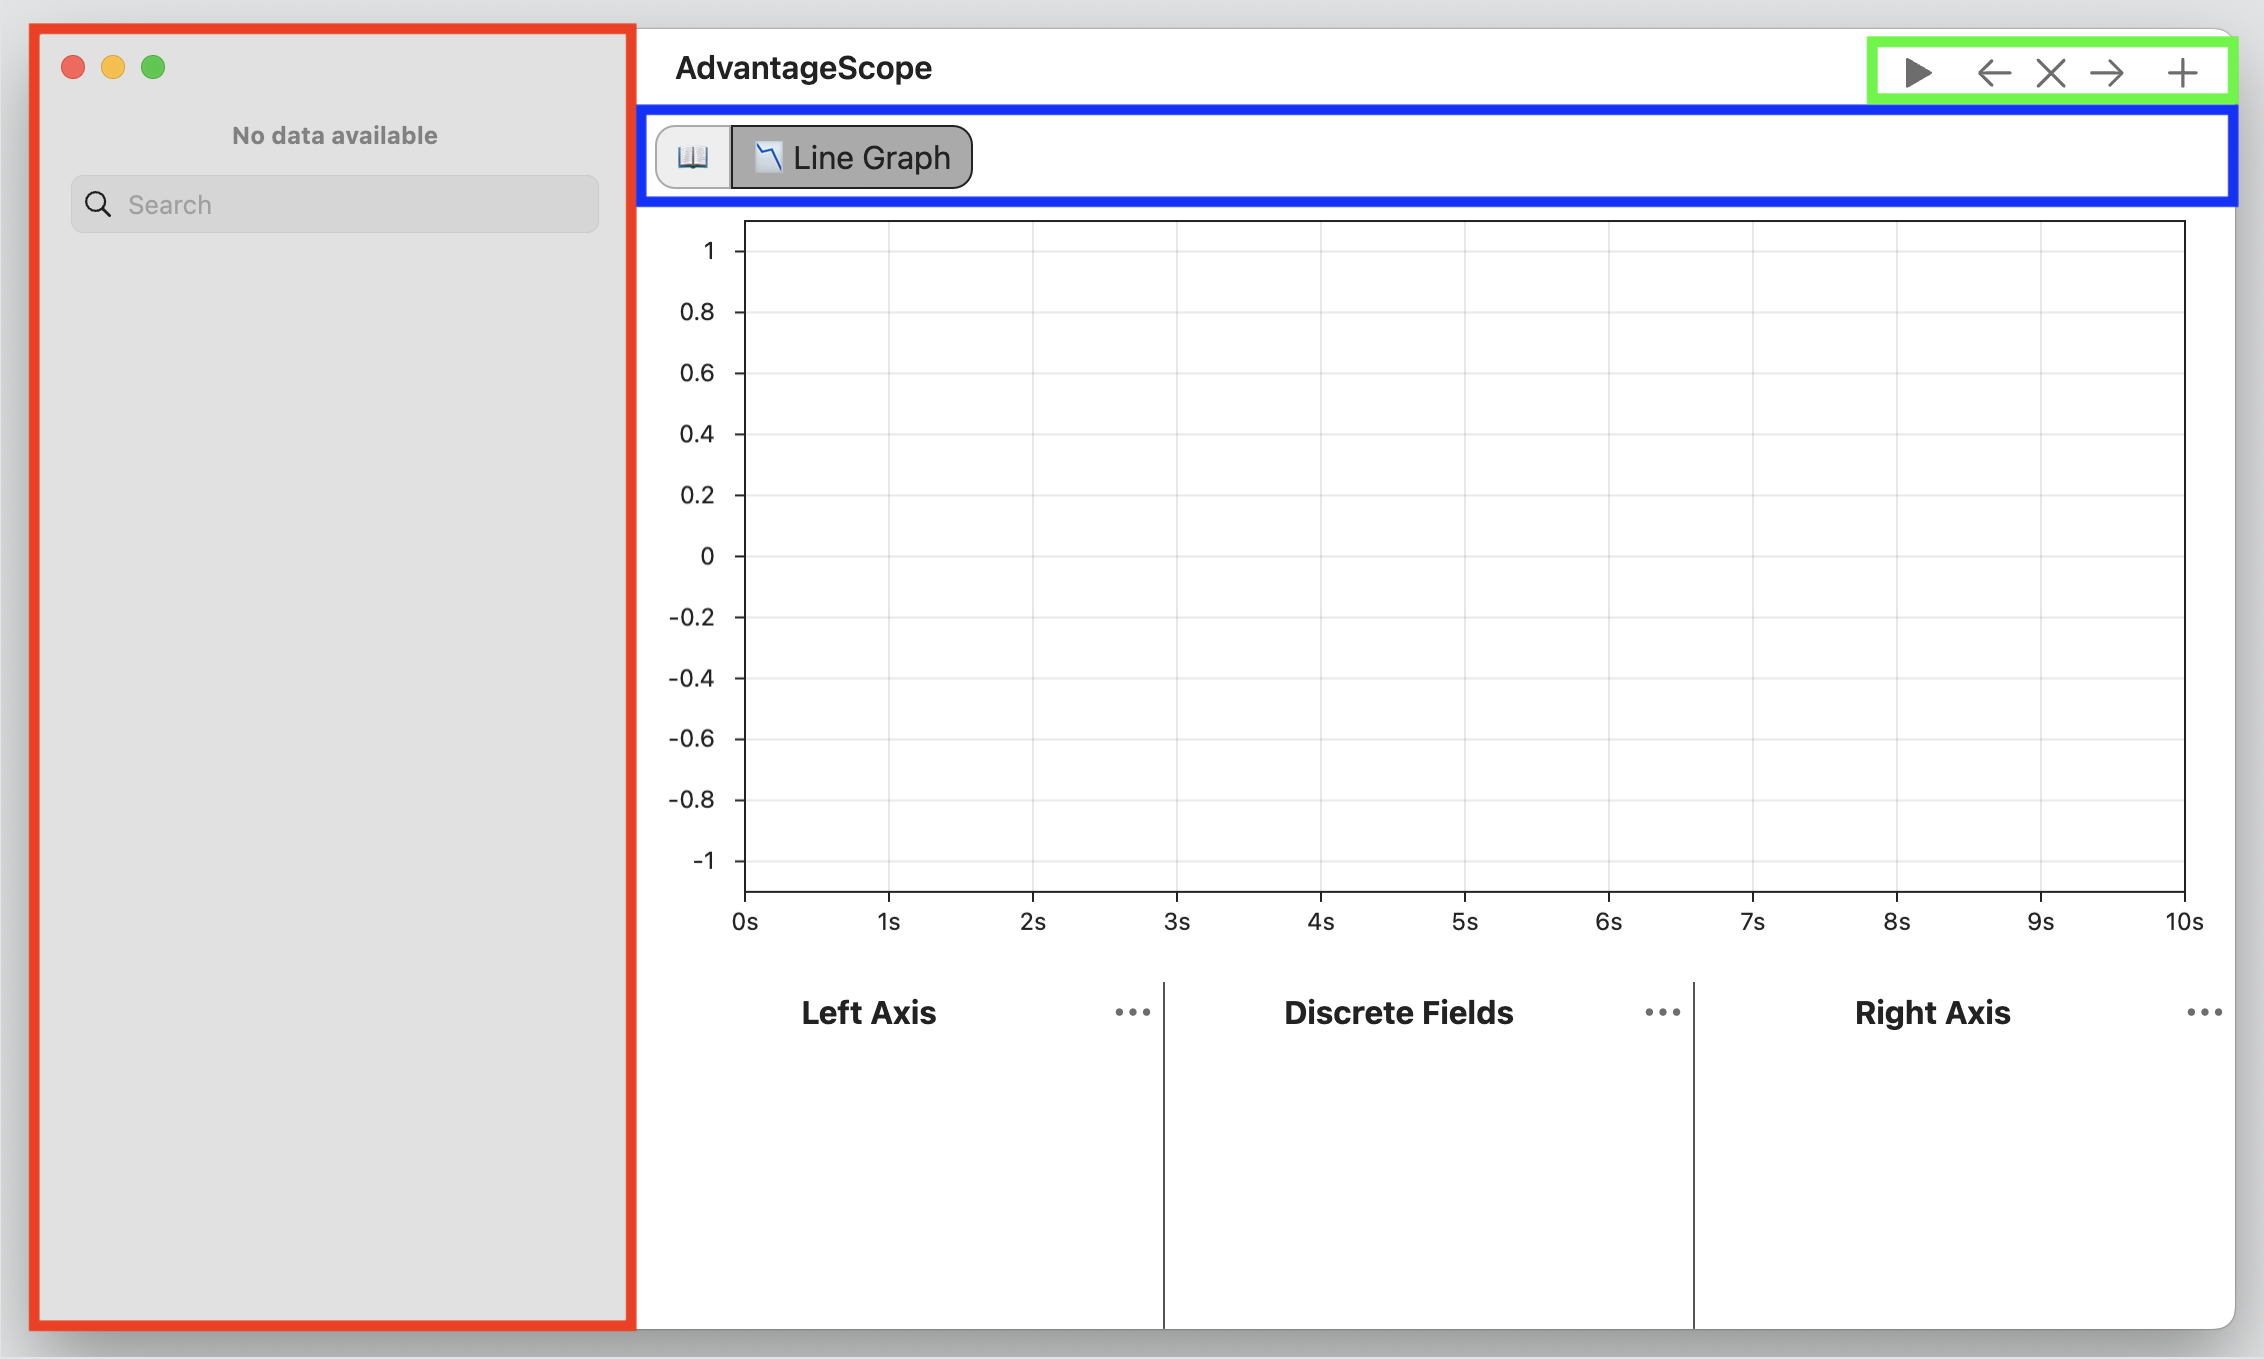 AdvantageScope
No data available
Search
Line Graph
1
0.8
0.6
0.4
0.2
0
-0.2
-0.4
-0.6
-0.8
-1
0s 1s 2s 3s 4s 5s 6s 7s 8s 9s 10s
Left Axis
Discrete Fields
Right Axis